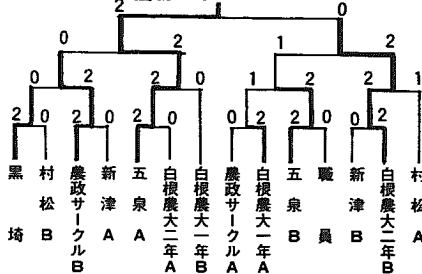 2 0
0 2 1 2
0 2 2 0 1 2 2 1
2 0 2 0 2 0 0 2 2 0 0 2
黒埼
村松B
農政サークルB
新津A
五泉A
白根農大二年A
白根農大一年B
農政サークルA
白根農大一年A
五泉B
職員
新津B
白根農大二年B
村松A